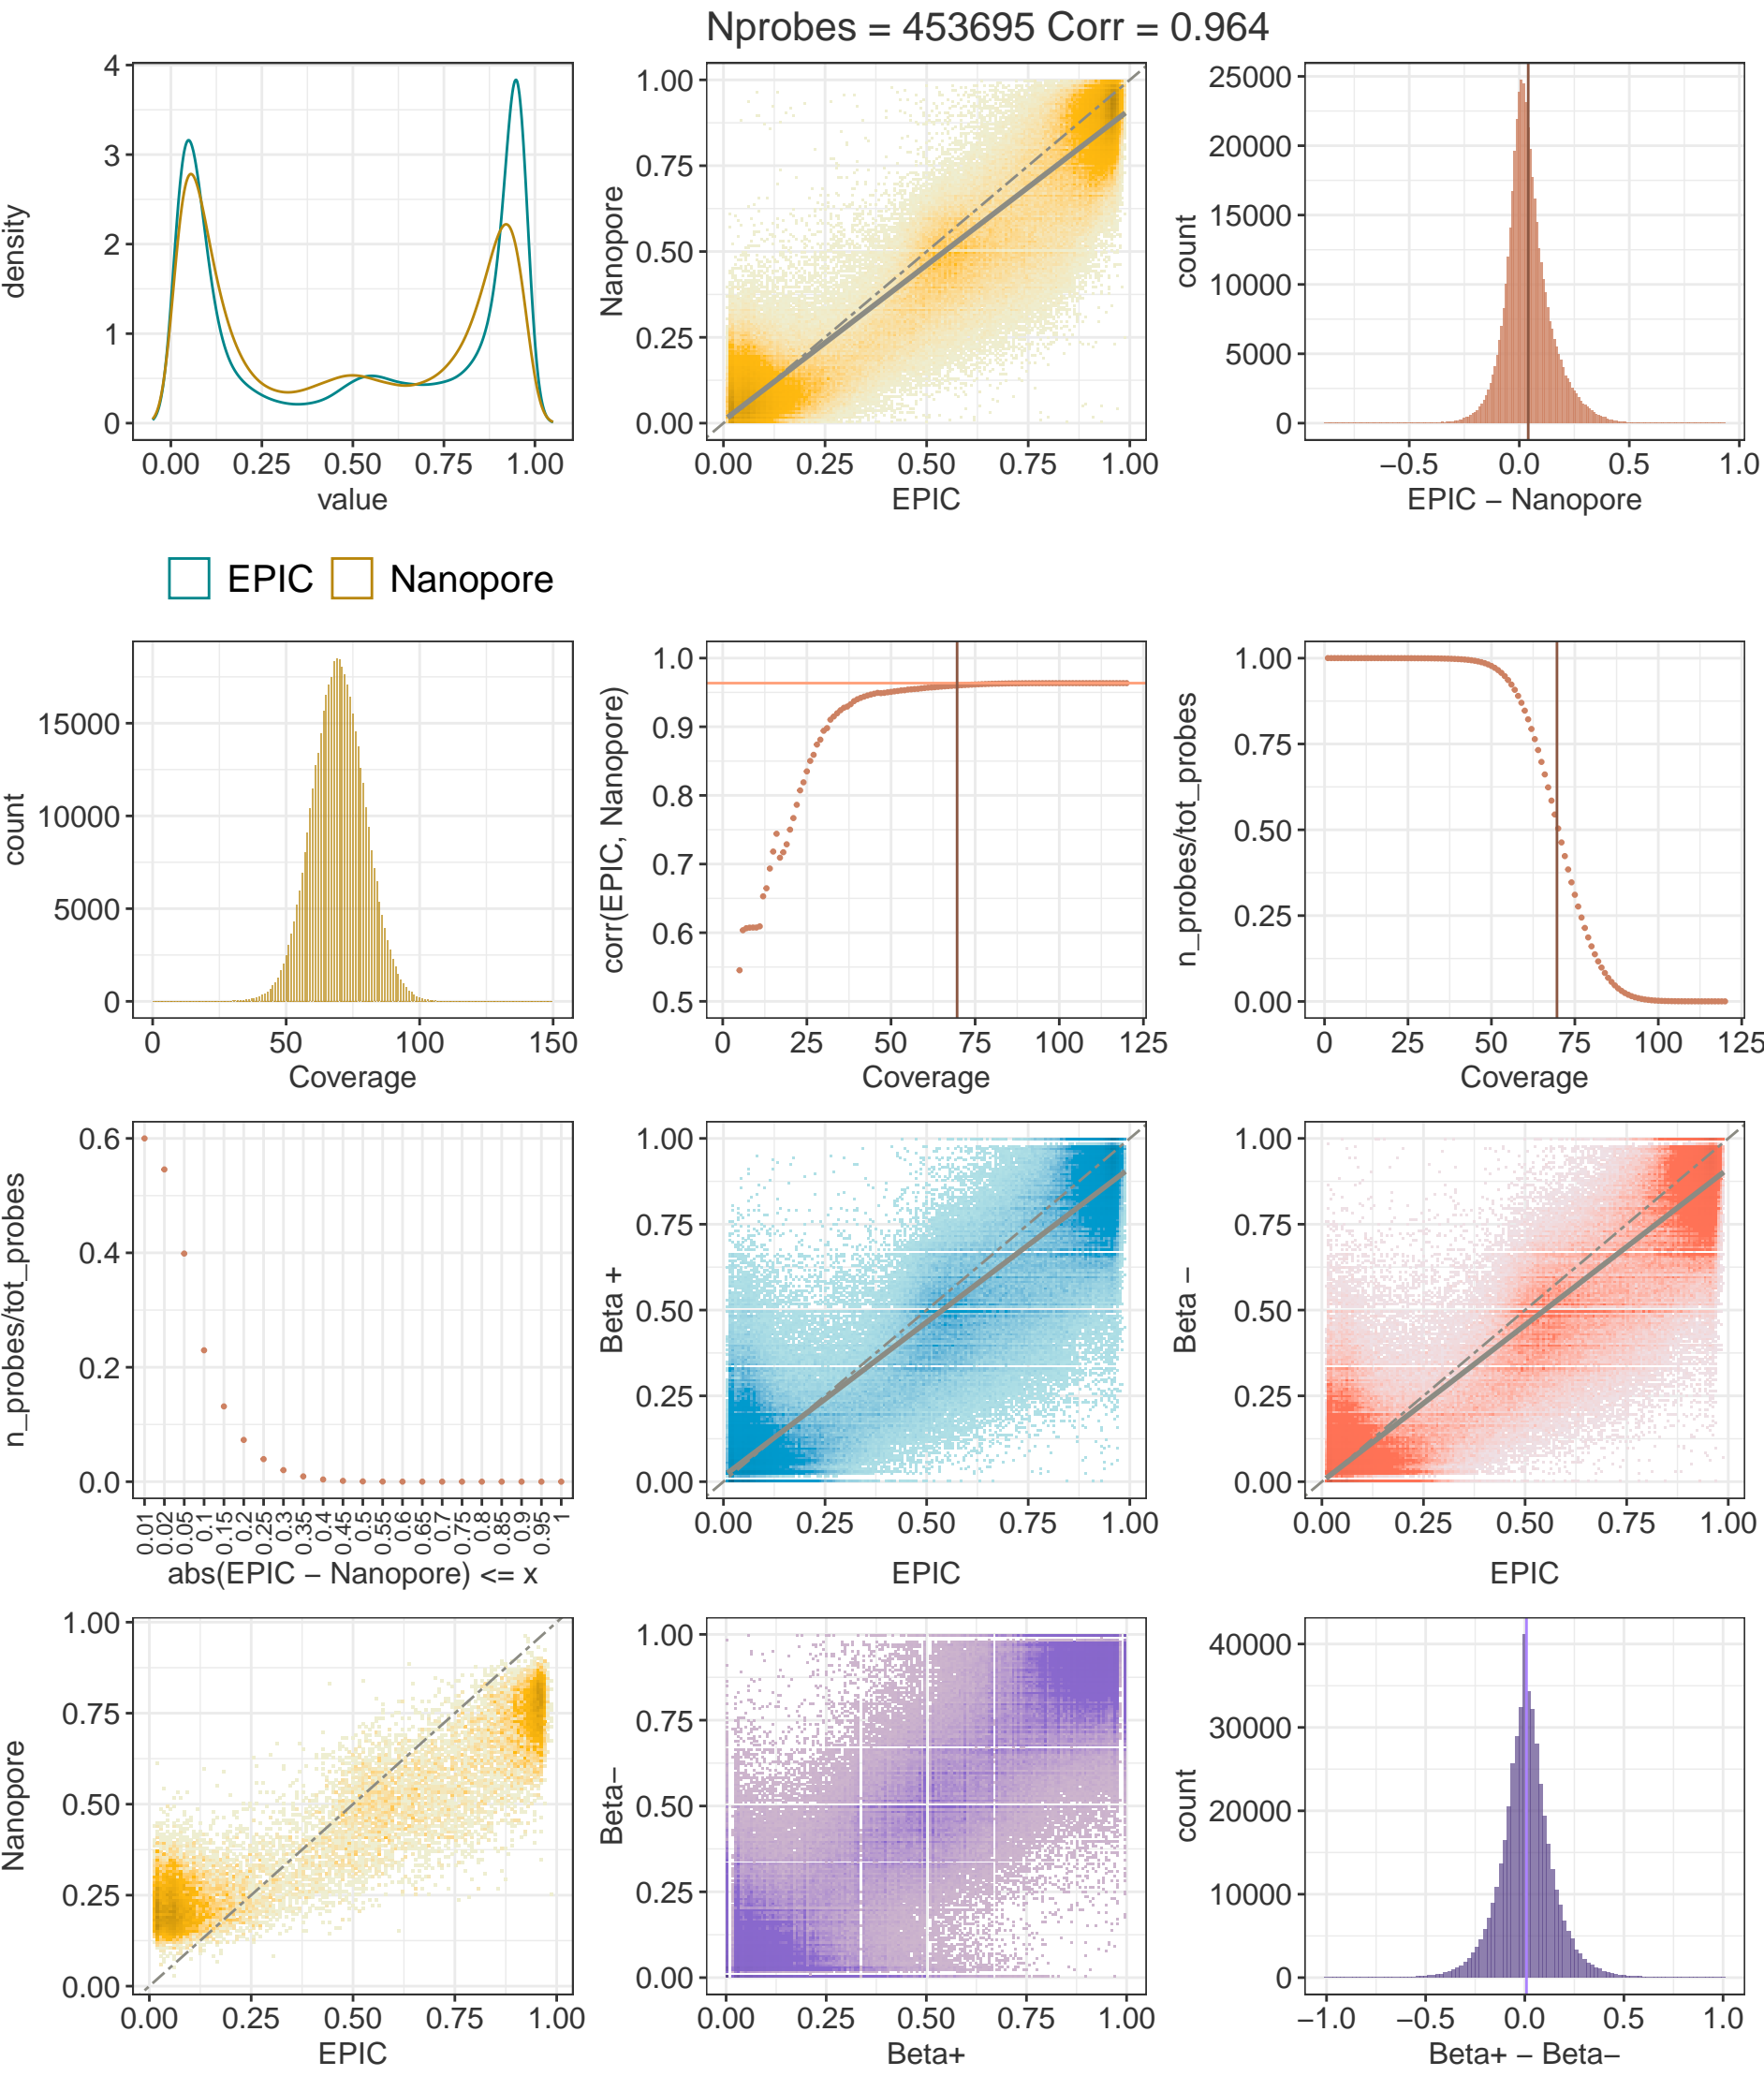 Nprobes = 453695 Corr = 0.964
density
4
3
2
1
0
0.00 0.25 0.50 0.75 1.00
value
EPIC Nanopore
Nanopore
1.00
0.75
0.50
0.25
0.00
0.00 0.25 0.50 0.75 1.00
EPIC
count
25000
20000
15000
10000
5000
0
−0.5 0.0 0.5 1.0
EPIC − Nanopore
count
15000
10000
5000
0
0 50 100 150
Coverage
corr(EPIC, Nanopore)
1.0
0.9
0.8
0.7
0.6
0.5
0 25 50 75 100 125
Coverage
n_probes/tot_probes
1.00
0.75
0.50
0.25
0.00
0 25 50 75 100 125
Coverage
n_probes/tot_probes
0.6
0.4
0.2
0.0
0.01 0.02 0.05 0.1 0.15 0.2 0.25 0.3 0.35 0.4 0.45 0.5 0.55 0.6 0.65 0.7 0.75 0.8 0.85 0.9 0.95 1
abs(EPIC − Nanopore) <= x
Beta +
1.00
0.75
0.50
0.25
0.00
0.00 0.25 0.50 0.75 1.00
EPIC
Beta −
1.00
0.75
0.50
0.25
0.00
0.00 0.25 0.50 0.75 1.00
EPIC
Nanopore
1.00
0.75
0.50
0.25
0.00
0.00 0.25 0.50 0.75 1.00
EPIC
Beta−
1.00
0.75
0.50
0.25
0.00
0.00 0.25 0.50 0.75 1.00
Beta+
count
40000
30000
20000
10000
0
−1.0 −0.5 0.0 0.5 1.0
Beta+ − Beta−